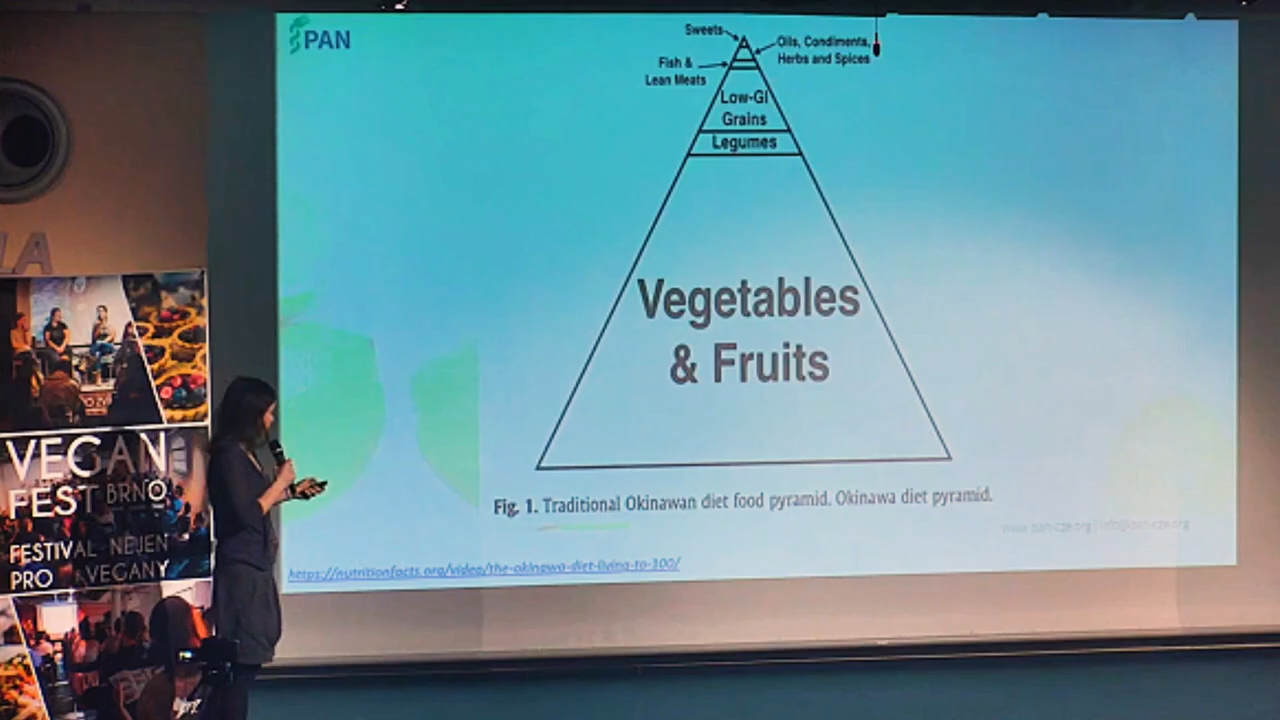 PAN
Sweets
Oils, Condiments,
Herbs and Spices
Fish &
Lean Meats
Low-GI
Grains
Legumes
Vegetables
& Fruits
Fig. 1. Traditional Okinawan diet food pyramid. Okinawa diet pyramid.
www.pan-cze.org | info@pan-cze.org
https://nutritionfacts.org/video/the-okinawa-diet-living-to-100/
VEGAN
FEST BRNO
FESTIVAL NEJEN
PRO VEGANY